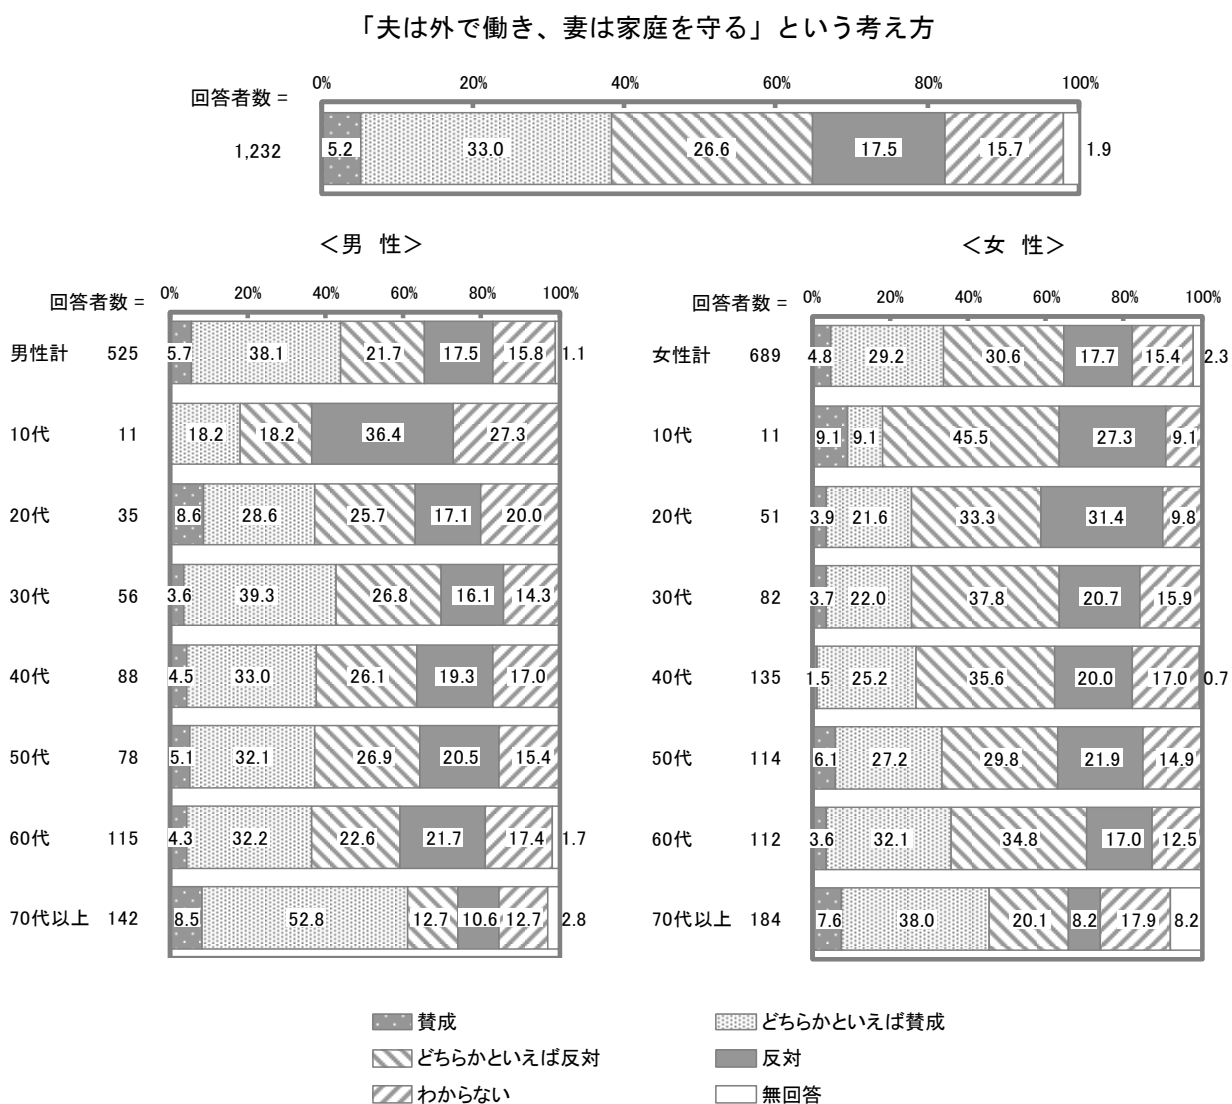 「夫は外で働き、妻は家庭を守る」という考え方
0% 20% 40% 60% 80% 100%
回答者数 =
1,232 5.2 33.0 26.6 17.5 15.7 1.9
＜男 性＞
0% 20% 40% 60% 80% 100%
回答者数 =
男性計 525 5.7 38.1 21.7 17.5 15.8 1.1
10代 11 18.2 18.2 36.4 27.3
20代 35 8.6 28.6 25.7 17.1 20.0
30代 56 3.6 39.3 26.8 16.1 14.3
40代 88 4.5 33.0 26.1 19.3 17.0
50代 78 5.1 32.1 26.9 20.5 15.4
60代 115 4.3 32.2 22.6 21.7 17.4 1.7
70代以上 142 8.5 52.8 12.7 10.6 12.7 2.8
＜女 性＞
0% 20% 40% 60% 80% 100%
回答者数 =
女性計 689 4.8 29.2 30.6 17.7 15.4 2.3
10代 11 9.1 9.1 45.5 27.3 9.1
20代 51 3.9 21.6 33.3 31.4 9.8
30代 82 3.7 22.0 37.8 20.7 15.9
40代 135 1.5 25.2 35.6 20.0 17.0 0.7
50代 114 6.1 27.2 29.8 21.9 14.9
60代 112 3.6 32.1 34.8 17.0 12.5
70代以上 184 7.6 38.0 20.1 8.2 17.9 8.2
賛成 どちらかといえば賛成
どちらかといえば反対 反対
わからない 無回答